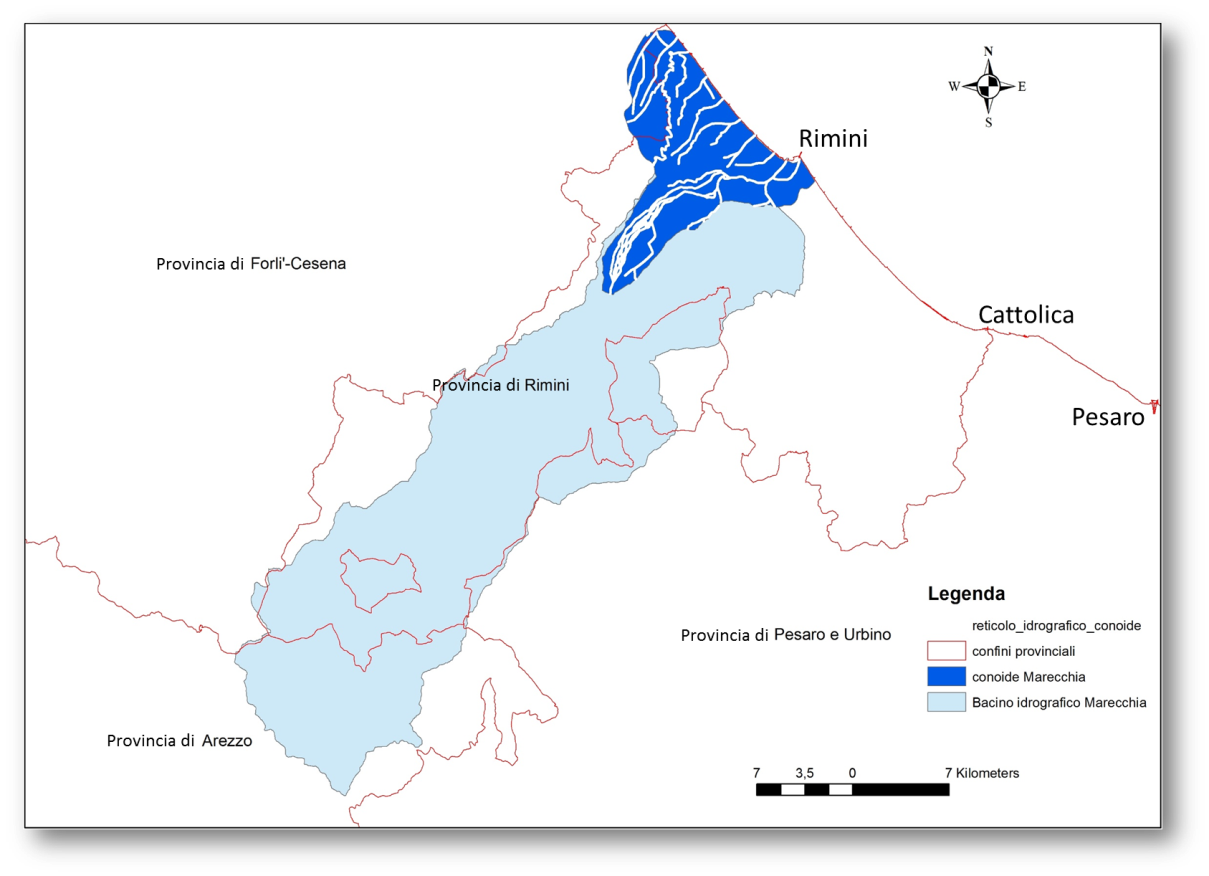 N
W E
S
Rimini
Provincia di Forli'-Cesena
Cattolica
Provincia di Rimini
Pesaro
Legenda
reticolo_idrografico_conoide
Provincia di Pesaro e Urbino
confini provinciali
conoide Marecchia
Bacino idrografico Marecchia
Provincia di Arezzo
7 3,5 0 7 Kilometers